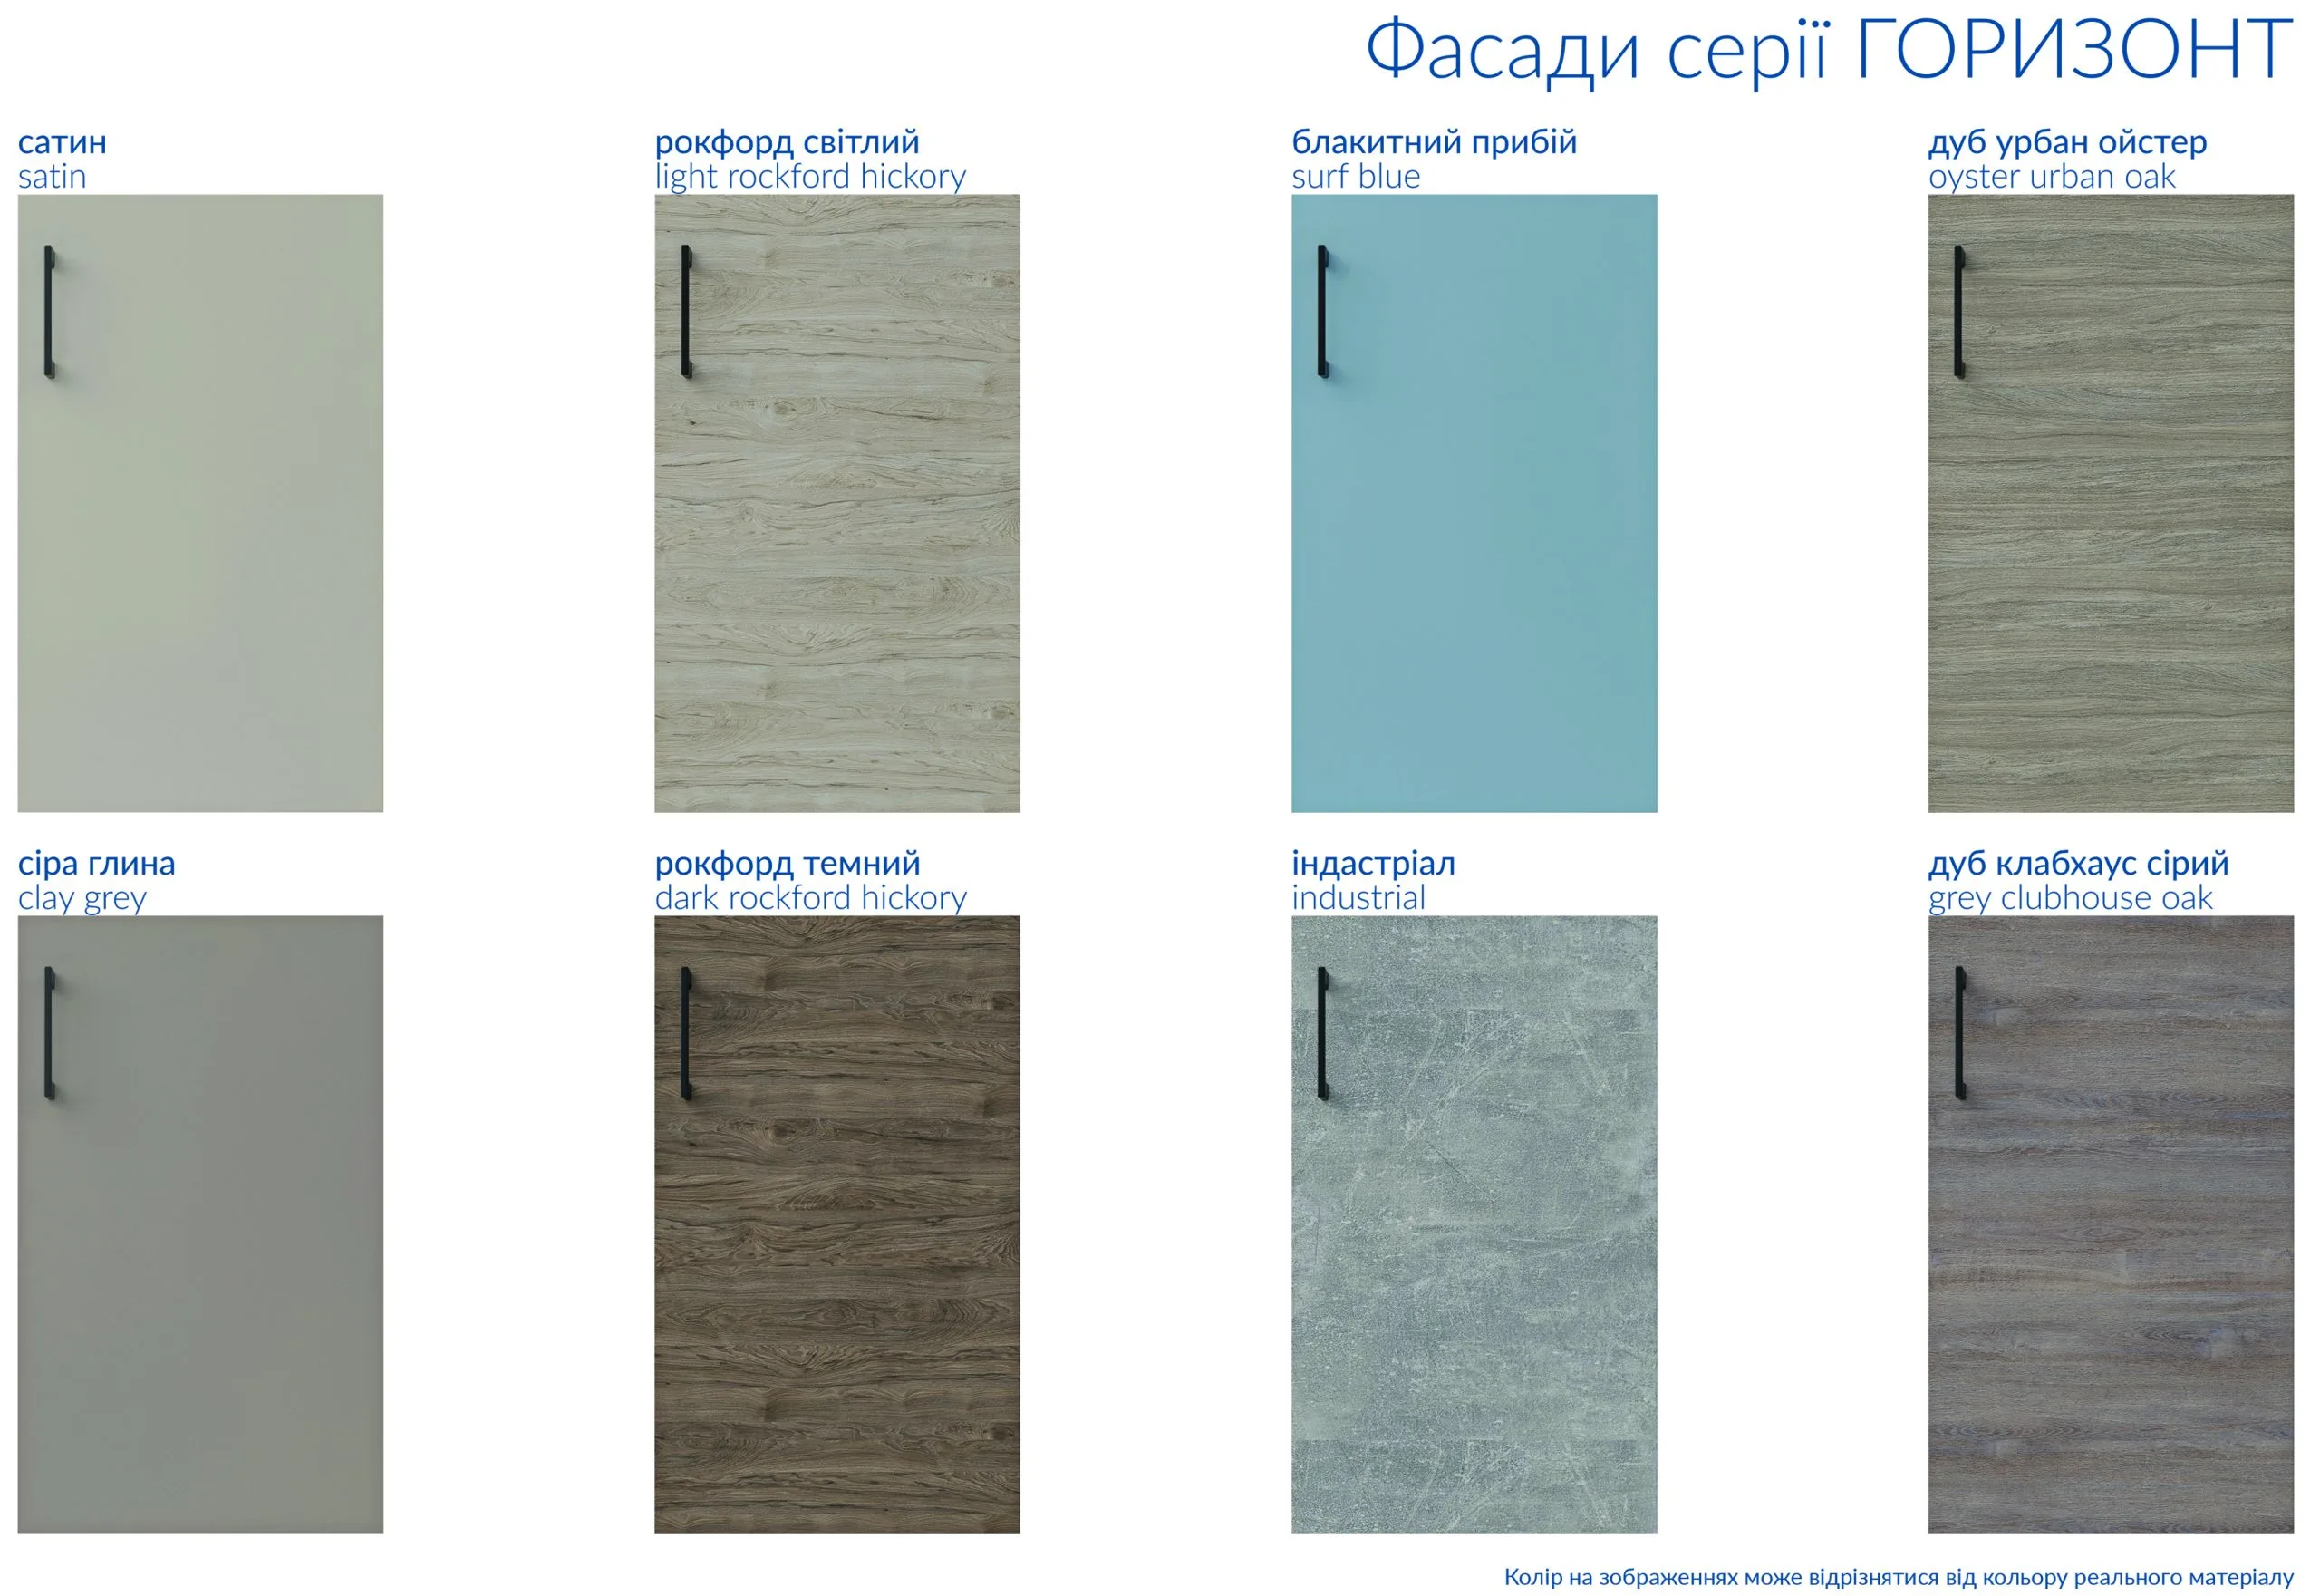 Фасади серії ГОРИЗОНТ
сатин
satin
рокфорд світлий
light rockford hickory
блакитний прибій
surf blue
дуб урбан ойстер
oyster urban oak
сіра глина
clay grey
рокфорд темний
dark rockford hickory
індастріал
industrial
дуб клабхаус сірий
grey clubhouse oak
Колір на зображеннях може відрізнятися від кольору реального матеріалу